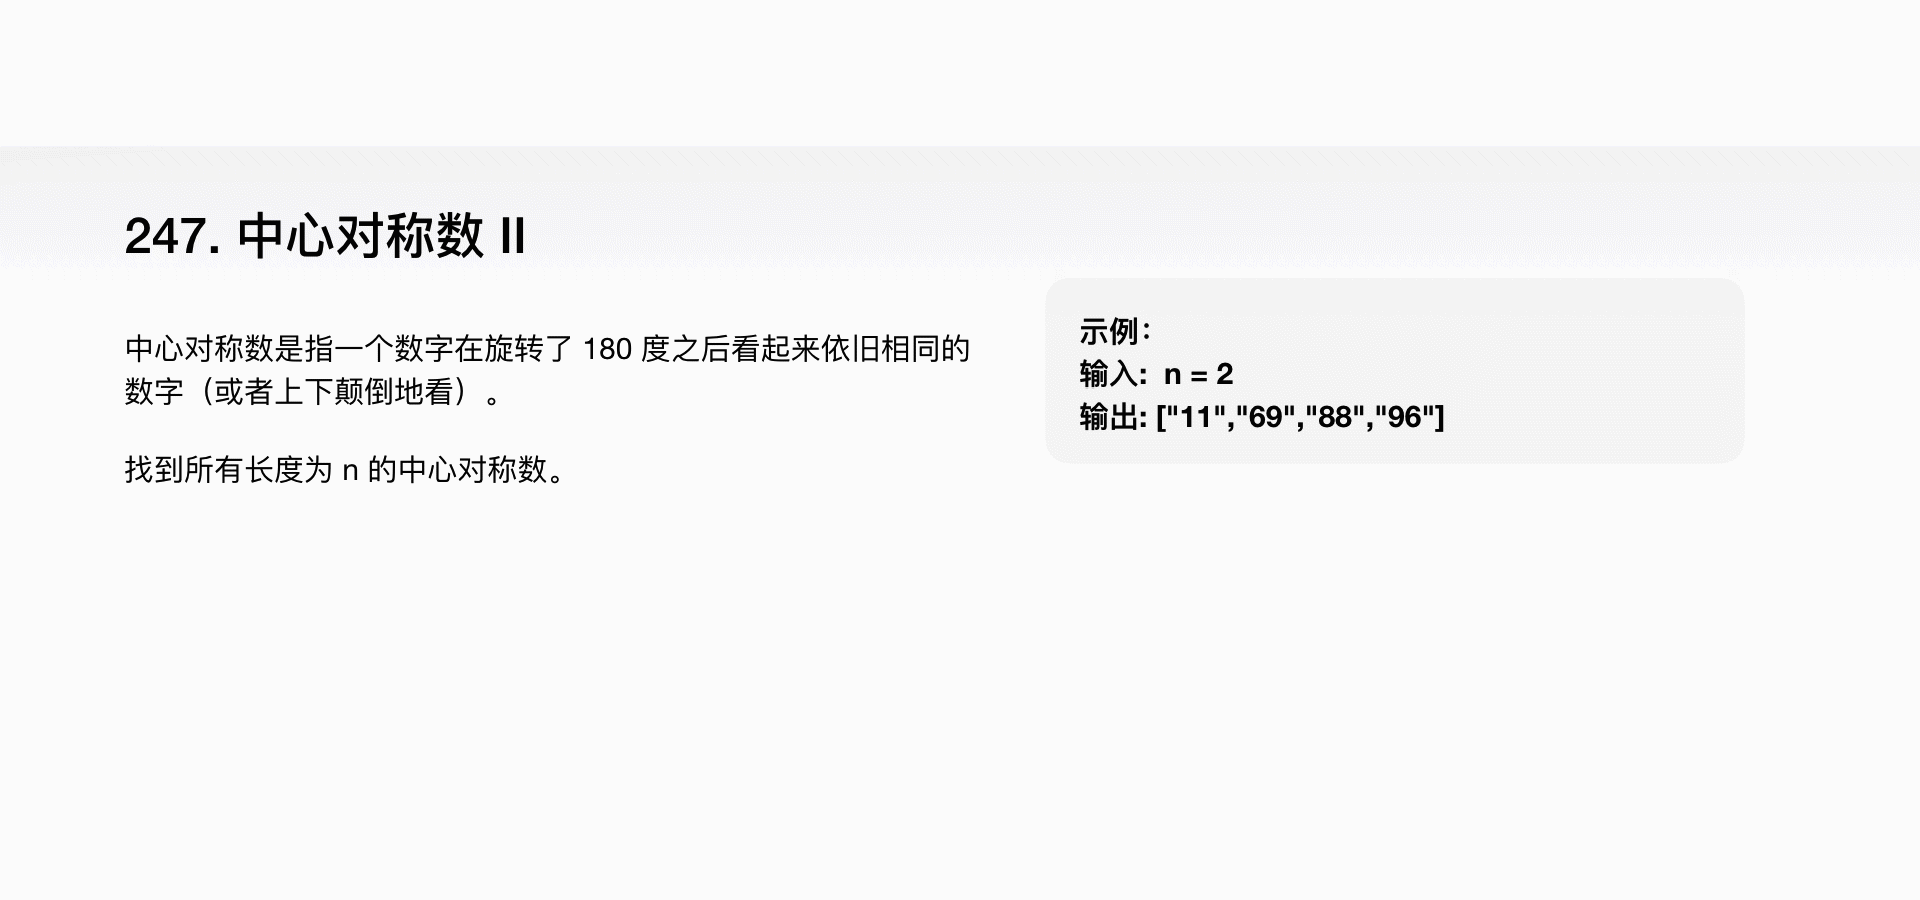 247. 中心对称数 II
中心对称数是指一个数字在旋转了 180 度之后看起来依旧相同的
数字（或者上下颠倒地看）。
找到所有长度为 n 的中心对称数。
示例：
输入:  n = 2
输出: ["11","69","88","96"]